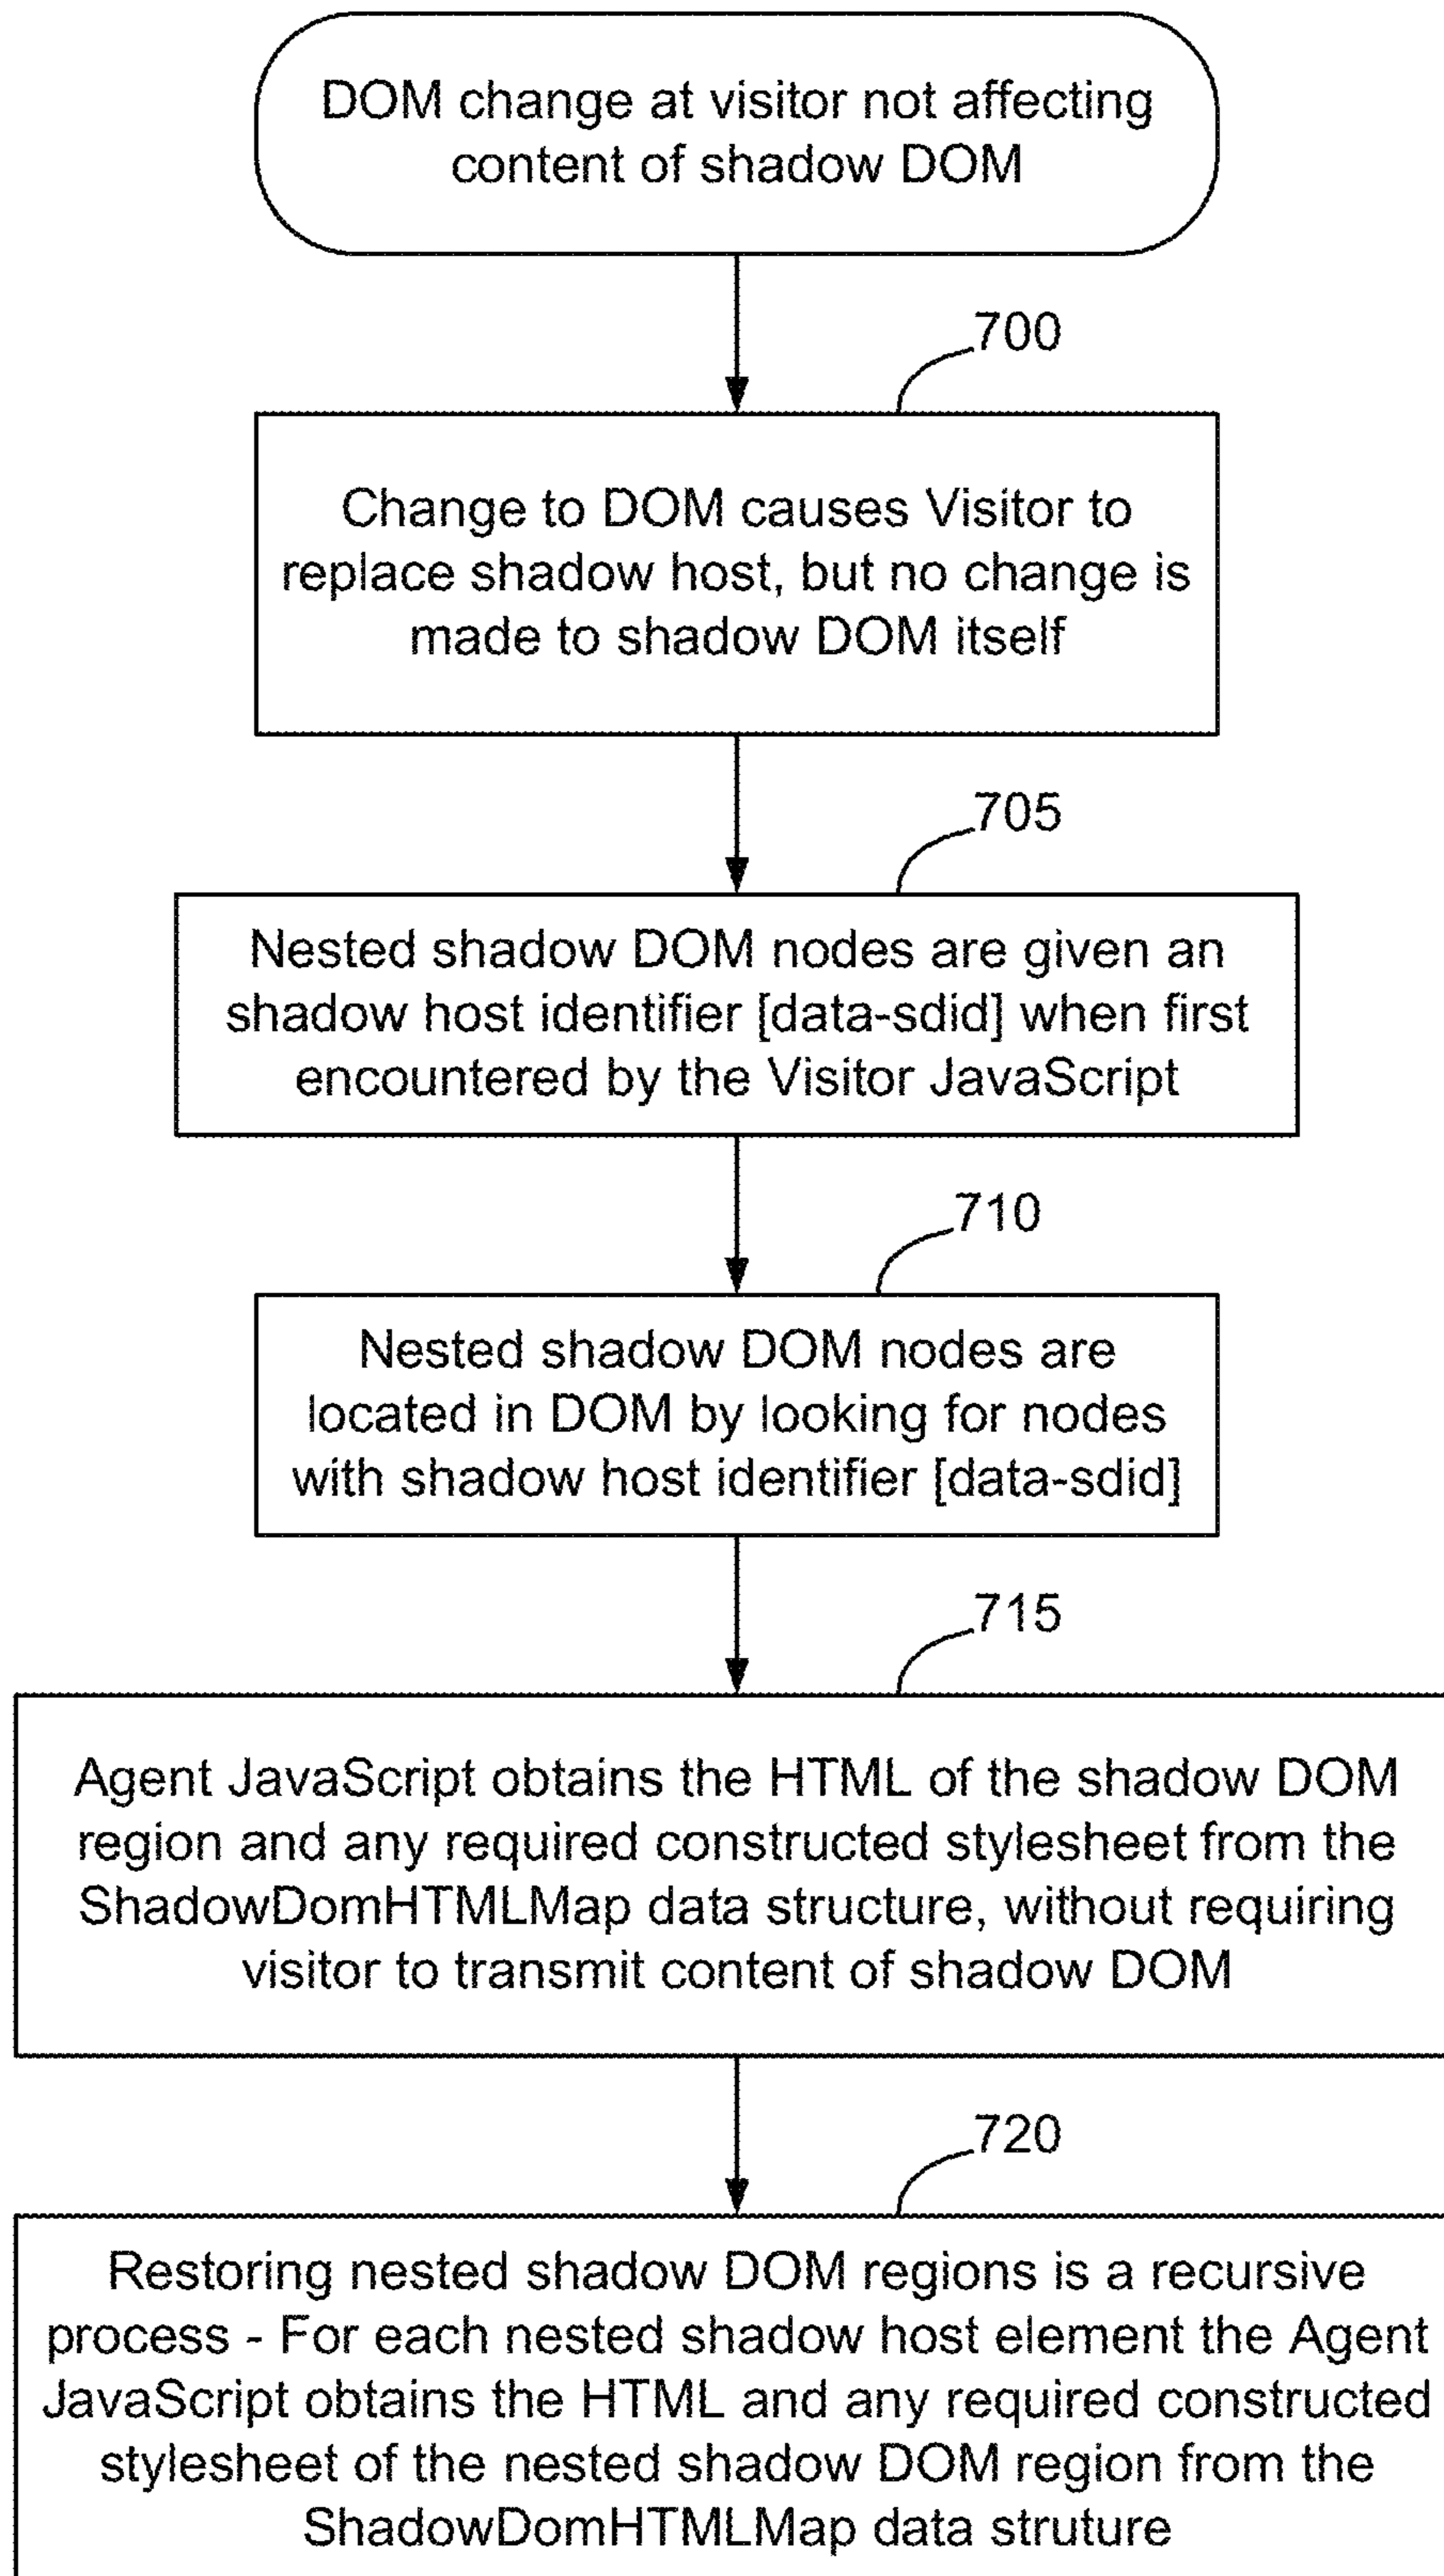 DOM change at visitor not affecting
content of shadow DOM
700
Change to DOM causes Visitor to
replace shadow host, but no change is
made to shadow DOM itself
705
Nested shadow DOM nodes are given an
shadow host identifier [data-sdid] when first
encountered by the Visitor JavaScript
710
Nested shadow DOM nodes are
located in DOM by looking for nodes
with shadow host identifier [data-sdid]
715
Agent JavaScript obtains the HTML of the shadow DOM
region and any required constructed stylesheet from the
ShadowDomHTMLMap data structure, without requiring
visitor to transmit content of shadow DOM
720
Restoring nested shadow DOM regions is a recursive
process - For each nested shadow host element the Agent
JavaScript obtains the HTML and any required constructed
stylesheet of the nested shadow DOM region from the
ShadowDomHTMLMap data struture